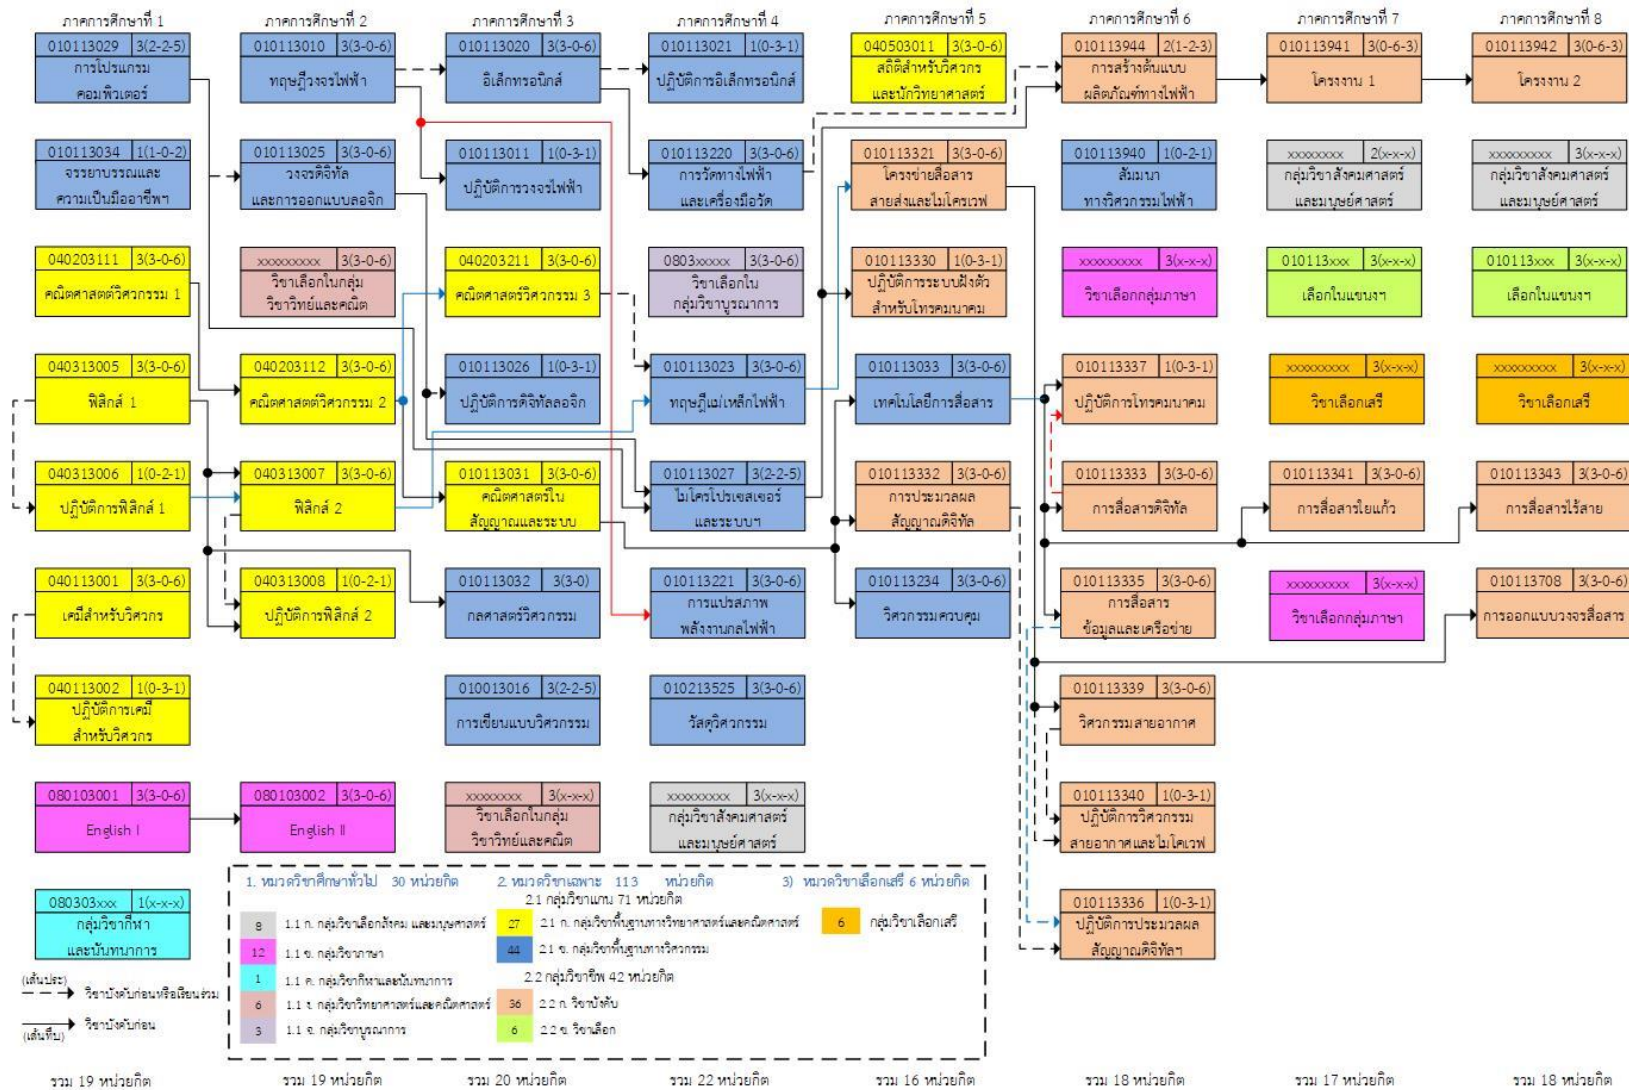 ภาคการศึกษาที่ 1 ภาคการศึกษาที่ 2 ภาคการศึกษาที่ 3 ภาคการศึกษาที่ 4 ภาคการศึกษาที่ 5 ภาคการศึกษาที่ 6 ภาคการศึกษาที่ 7 ภาคการศึกษาที่ 8
010113029 3(2-2-5)
การโปรแกรม
คอมพิวเตอร์
010113010 3(3-0-6)
ทฤษฎีวงจรไฟฟ้า
010113020 3(3-0-6)
อิเล็กทรอนิกส์
010113021 1(0-3-1)
ปฏิบัติการอิเล็กทรอนิกส์
040503011 3(3-0-6)
สถิติสำหรับวิศวกร
และนักวิทยาศาสตร์
010113944 2(1-2-3)
การสร้างต้นแบบ
ผลิตภัณฑ์ทางไฟฟ้า
010113941 3(0-6-3)
โครงงาน 1
010113942 3(0-6-3)
โครงงาน 2
010113034 1(1-0-2)
จรรยาบรรณและ
ความเป็นมืออาชีพฯ
010113025 3(3-0-6)
วงจรดิจิทัล
และการออกแบบลอจิก
010113011 1(0-3-1)
ปฏิบัติการวงจรไฟฟ้า
010113220 3(3-0-6)
การวัดทางไฟฟ้า
และเครื่องมือวัด
010113321 3(3-0-6)
โครงข่ายสื่อสาร
สายส่งและไมโครเวฟ
010113940 1(0-2-1)
สัมมนา
ทางวิศวกรรมไฟฟ้า
xxxxxxxx 2(x-x-x)
กลุ่มวิชาสังคมศาสตร์
และมนุษย์ศาสตร์
xxxxxxxxx 3(x-x-x)
กลุ่มวิชาสังคมศาสตร์
และมนุษย์ศาสตร์
040203111 3(3-0-6)
คณิตศาสตต์วิศวกรรม 1
xxxxxxxxx 3(3-0-6)
วิชาเลือกในกลุ่ม
วิชาวิทย์และคณิต
040203211 3(3-0-6)
คณิตศาสตร์วิศวกรรม 3
0803xxxxx 3(3-0-6)
วิชาเลือกใน
กลุ่มวิชาบูรณาการ
010113330 1(0-3-1)
ปฏิบัติการระบบฝังตัว
สำหรับโทรคมนาคม
xxxxxxxxx 3(x-x-x)
วิชาเลือกกลุ่มภาษา
010113xxx 3(x-x-x)
เลือกในแขนงฯ
010113xxx 3(x-x-x)
เลือกในแขนงฯ
040313005 3(3-0-6)
ฟิสิกส์ 1
040203112 3(3-0-6)
คณิตศาสตต์วิศวกรรม 2
010113026 1(0-3-1)
ปฏิบัติการดิจิทัลลอจิก
010113023 3(3-0-6)
ทฤษฎีแม่เหล็กไฟฟ้า
010113033 3(3-0-6)
เทคโนโลยีการสื่อสาร
010113337 1(0-3-1)
ปฏิบัติการโทรคมนาคม
xxxxxxxxx 3(x-x-x)
วิชาเลือกเสรี
xxxxxxxxx 3(x-x-x)
วิชาเลือกเสรี
040313006 1(0-2-1)
ปฏิบัติการฟิสิกส์ 1
040313007 3(3-0-6)
ฟิสิกส์ 2
010113031 3(3-0-6)
คณิตศาสตร์ใน
สัญญาณและระบบ
010113027 3(2-2-5)
ไมโครโปรเซสเซอร์
และระบบฯ
010113332 3(3-0-6)
การประมวลผล
สัญญาณดิจิทัล
010113333 3(3-0-6)
การสื่อสารดิจิทัล
010113341 3(3-0-6)
การสื่อสารใยแก้ว
010113343 3(3-0-6)
การสื่อสารไร้สาย
040113001 3(3-0-6)
เคมีสำหรับวิศวกร
040313008 1(0-2-1)
ปฏิบัติการฟิสิกส์ 2
010113032 3(3-0)
กลศาสตร์วิศวกรรม
010113221 3(3-0-6)
การแปรสภาพ
พลังงานกลไฟฟ้า
010113234 3(3-0-6)
วิศวกรรมควบคุม
010113335 3(3-0-6)
การสื่อสาร
ข้อมูลและเครือข่าย
xxxxxxxxx 3(x-x-x)
วิชาเลือกกลุ่มภาษา
010113708 3(3-0-6)
การออกแบบวงจรสื่อสาร
040113002 1(0-3-1)
ปฏิบัติการเคมี
สำหรับวิศวกร
010013016 3(2-2-5)
การเขียนแบบวิศวกรรม
010213525 3(3-0-6)
วัสดุวิศวกรรม
010113339 3(3-0-6)
วิศวกรรมสายอากาศ
080103001 3(3-0-6)
English I
080103002 3(3-0-6)
English II
xxxxxxxx 3(x-x-x)
วิชาเลือกในกลุ่ม
วิชาวิทย์และคณิต
xxxxxxxxx 3(x-x-x)
กลุ่มวิชาสังคมศาสตร์
และมนุษย์ศาสตร์
010113340 1(0-3-1)
ปฏิบัติการวิศวกรรม
สายอากาศและไมโคเวฟ
080303xxx 1(x-x-x)
กลุ่มวิชากีฬา
และนันทนาการ
010113336 1(0-3-1)
ปฏิบัติการประมวลผล
สัญญาณดิจิทัลฯ
1. หมวดวิชาศึกษาทั่วไป 30 หน่วยกิต
8 1.1 ก. กลุ่มวิชาเลือกสังคม และมนุษศาสตร์
12 1.1 ข. กลุ่มวิชาภาษา
1 1.1 ค. กลุ่มวิชากีฬาและนันทนาการ
6 1.1 ง. กลุ่มวิชาวิทยาศาสตร์และคณิตศาสตร์
3 1.1 จ. กลุ่มวิชาบูรณาการ
2. หมวดวิชาเฉพาะ 113 หน่วยกิต
2.1 กลุ่มวิชาแกน 71 หน่วยกิต
27 2.1 ก. กลุ่มวิชาพื้นฐานทางวิทยาศาสตร์และคณิตศาสตร์
44 2.1 ข. กลุ่มวิชาพื้นฐานทางวิศวกรรม
2.2 กลุ่มวิชาชีพ 42 หน่วยกิต
36 2.2 ก. วิชาบังคับ
6 2.2 ข. วิชาเลือก
3) หมวดวิชาเลือกเสรี 6 หน่วยกิต
6 กลุ่มวิชาเลือกเสรี
(เส้นประ) วิชาบังคับก่อนหรือเรียนร่วม
วิชาบังคับก่อน
(เส้นทึบ)
รวม 19 หน่วยกิต รวม 19 หน่วยกิต รวม 20 หน่วยกิต รวม 22 หน่วยกิต รวม 16 หน่วยกิต รวม 18 หน่วยกิต รวม 17 หน่วยกิต รวม 18 หน่วยกิต